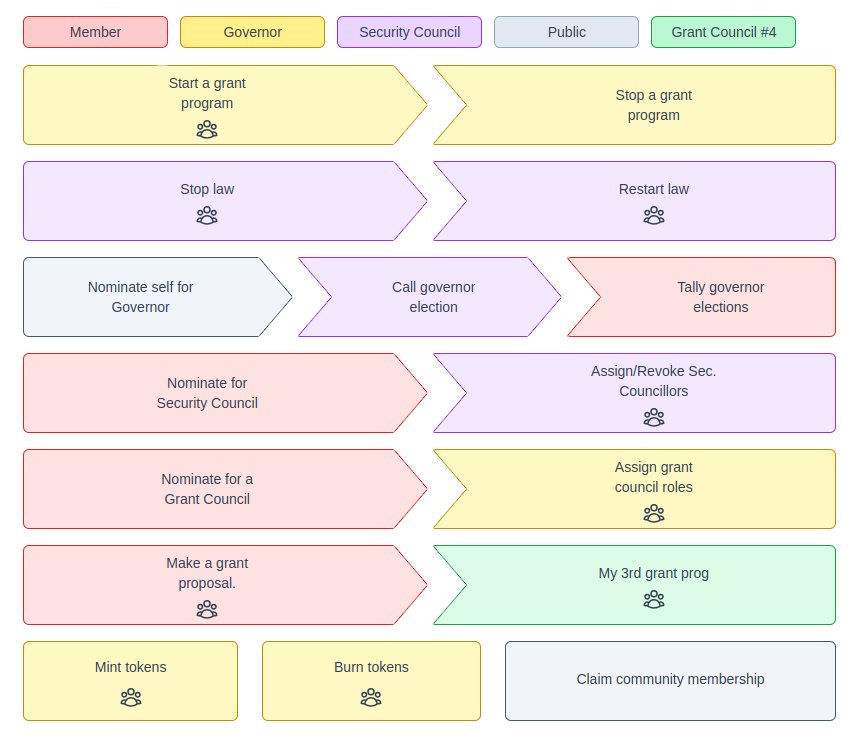 Member
Governor
Security Council
Public
Grant Council #4
Start a grant
program
Stop a grant
program
Stop law
Restart law
Nominate self for
Governor
Call governor
election
Tally governor
elections
Nominate for
Security Council
Assign/Revoke Sec.
Councillors
Nominate for a
Grant Council
Assign grant
council roles
Make a grant
proposal.
My 3rd grant prog
Mint tokens
Burn tokens
Claim community membership